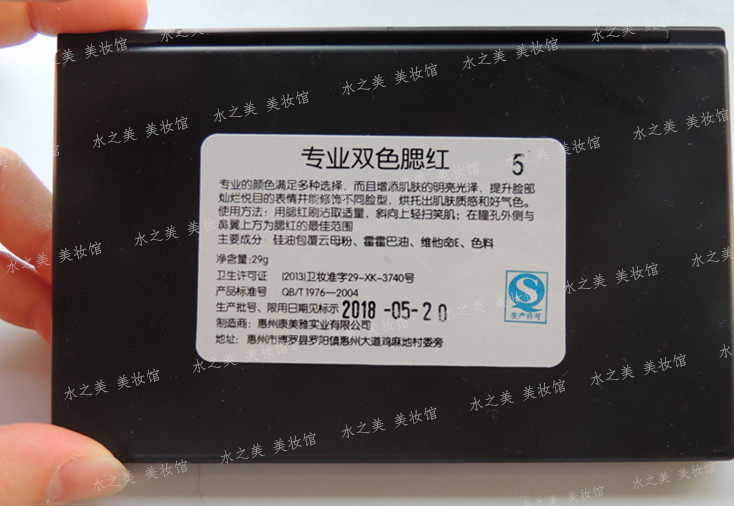 专业双色腮红 5
专业的颜色满足多种选择，而且增添肌肤的明亮光泽，提升脸部
灿烂悦目的表情并能修饰不同脸型，烘托出肌肤质感和好气色。
使用方法：用腮红刷沾取适量，斜向上轻扫笑肌；在瞳孔外侧与
鼻翼上方为腮红的最佳范围
主要成分：硅油包覆云母粉、霍霍巴油、维他命E、色料
净含量:29g
卫生许可证 (2013)卫妆准字29-XK-3740号
产品标准号 QB/T1976-2004
生产批号、限用日期见标示 2018-05-20
制造商：惠州康美雅实业有限公司
地址：惠州市博罗县罗阳镇惠州大道鸡麻地村委旁
生产许可
水之美 美妆馆